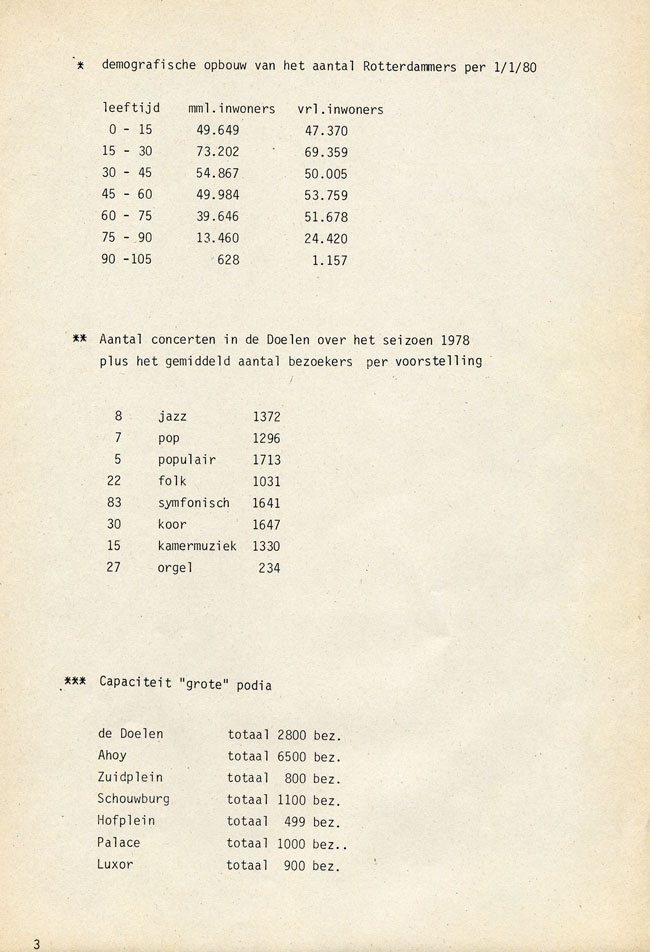 * demografische opbouw van het aantal Rotterdammers per 1/1/80
leeftijd mml.inwoners vrl.inwoners
0 - 15 49.649 47.370
15 - 30 73.202 69.359
30 - 45 54.867 50.005
45 - 60 49.984 53.759
60 - 75 39.646 51.678
75 - 90 13.460 24.420
90 -105 628 1.157
** Aantal concerten in de Doelen over het seizoen 1978
plus het gemiddeld aantal bezoekers per voorstelling
8 jazz 1372
7 pop 1296
5 populair 1713
22 folk 1031
83 symfonisch 1641
30 koor 1647
15 kamermuziek 1330
27 orgel 234
*** Capaciteit "grote" podia
de Doelen totaal 2800 bez.
Ahoy totaal 6500 bez.
Zuidplein totaal 800 bez.
Schouwburg totaal 1100 bez.
Hofplein totaal 499 bez.
Palace totaal 1000 bez..
Luxor totaal 900 bez.
3